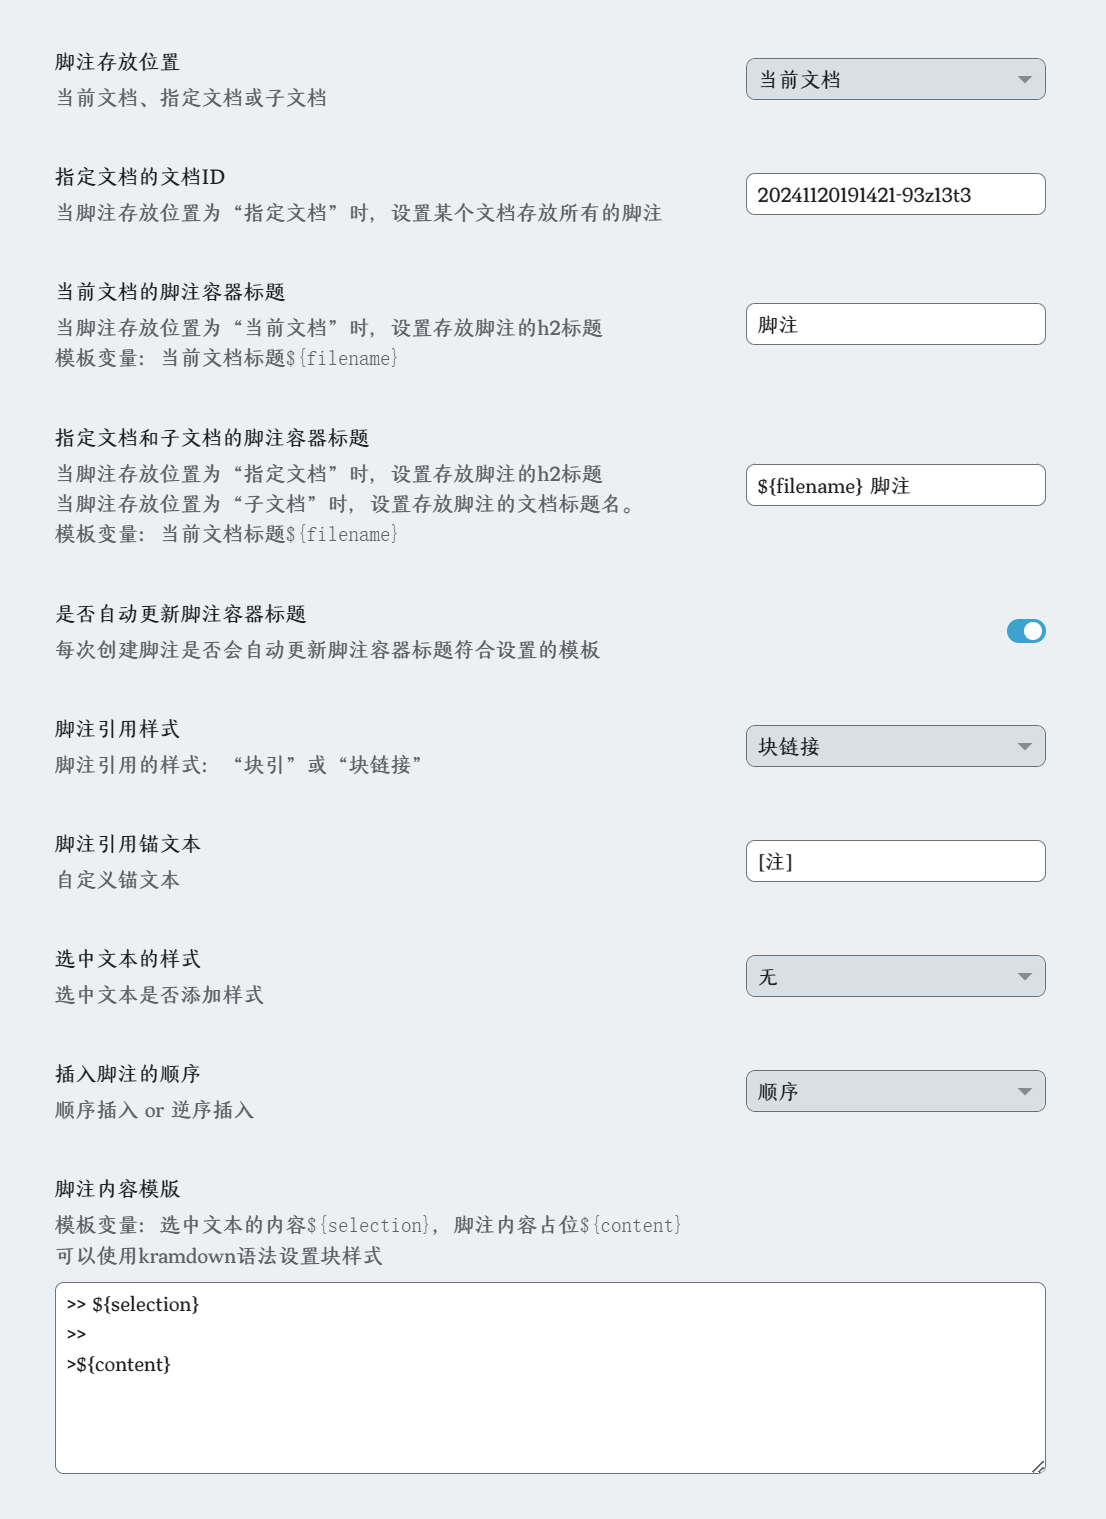 脚注存放位置
当前文档、指定文档或子文档
当前文档
指定文档的文档ID
当脚注存放位置为“指定文档”时，设置某个文档存放所有的脚注
20241120191421-93z13t3
当前文档的脚注容器标题
当脚注存放位置为“当前文档”时，设置存放脚注的h2标题
模板变量：当前文档标题${filename}
脚注
指定文档和子文档的脚注容器标题
当脚注存放位置为“指定文档”时，设置存放脚注的h2标题
当脚注存放位置为“子文档”时，设置存放脚注的文档标题名。
模板变量：当前文档标题${filename}
${filename} 脚注
是否自动更新脚注容器标题
每次创建脚注是否会自动更新脚注容器标题符合设置的模板
脚注引用样式
脚注引用的样式：“块引”或“块链接”
块链接
脚注引用锚文本
自定义锚文本
[注]
选中文本的样式
选中文本是否添加样式
无
插入脚注的顺序
顺序插入 or 逆序插入
顺序
脚注内容模版
模板变量：选中文本的内容${selection}，脚注内容占位${content}
可以使用kramdown语法设置块样式
>> ${selection}
>>
>${content}